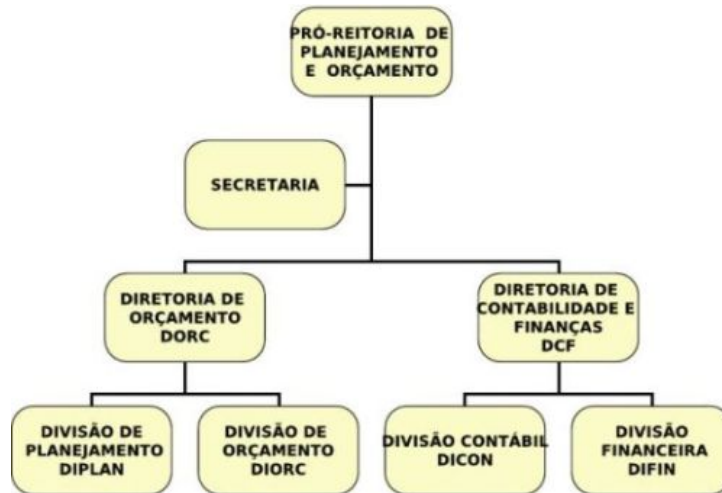 PRÓ-REITORIA DE
PLANEJAMENTO
E ORÇAMENTO
SECRETARIA
DIRETORIA DE
ORÇAMENTO
DORC
DIRETORIA DE
CONTABILIDADE E
FINANÇAS
DCF
DIVISÃO DE
PLANEJAMENTO
DIPLAN
DIVISÃO DE
ORÇAMENTO
DIORC
DIVISÃO CONTÁBIL
DICON
DIVISÃO
FINANCEIRA
DIFIN